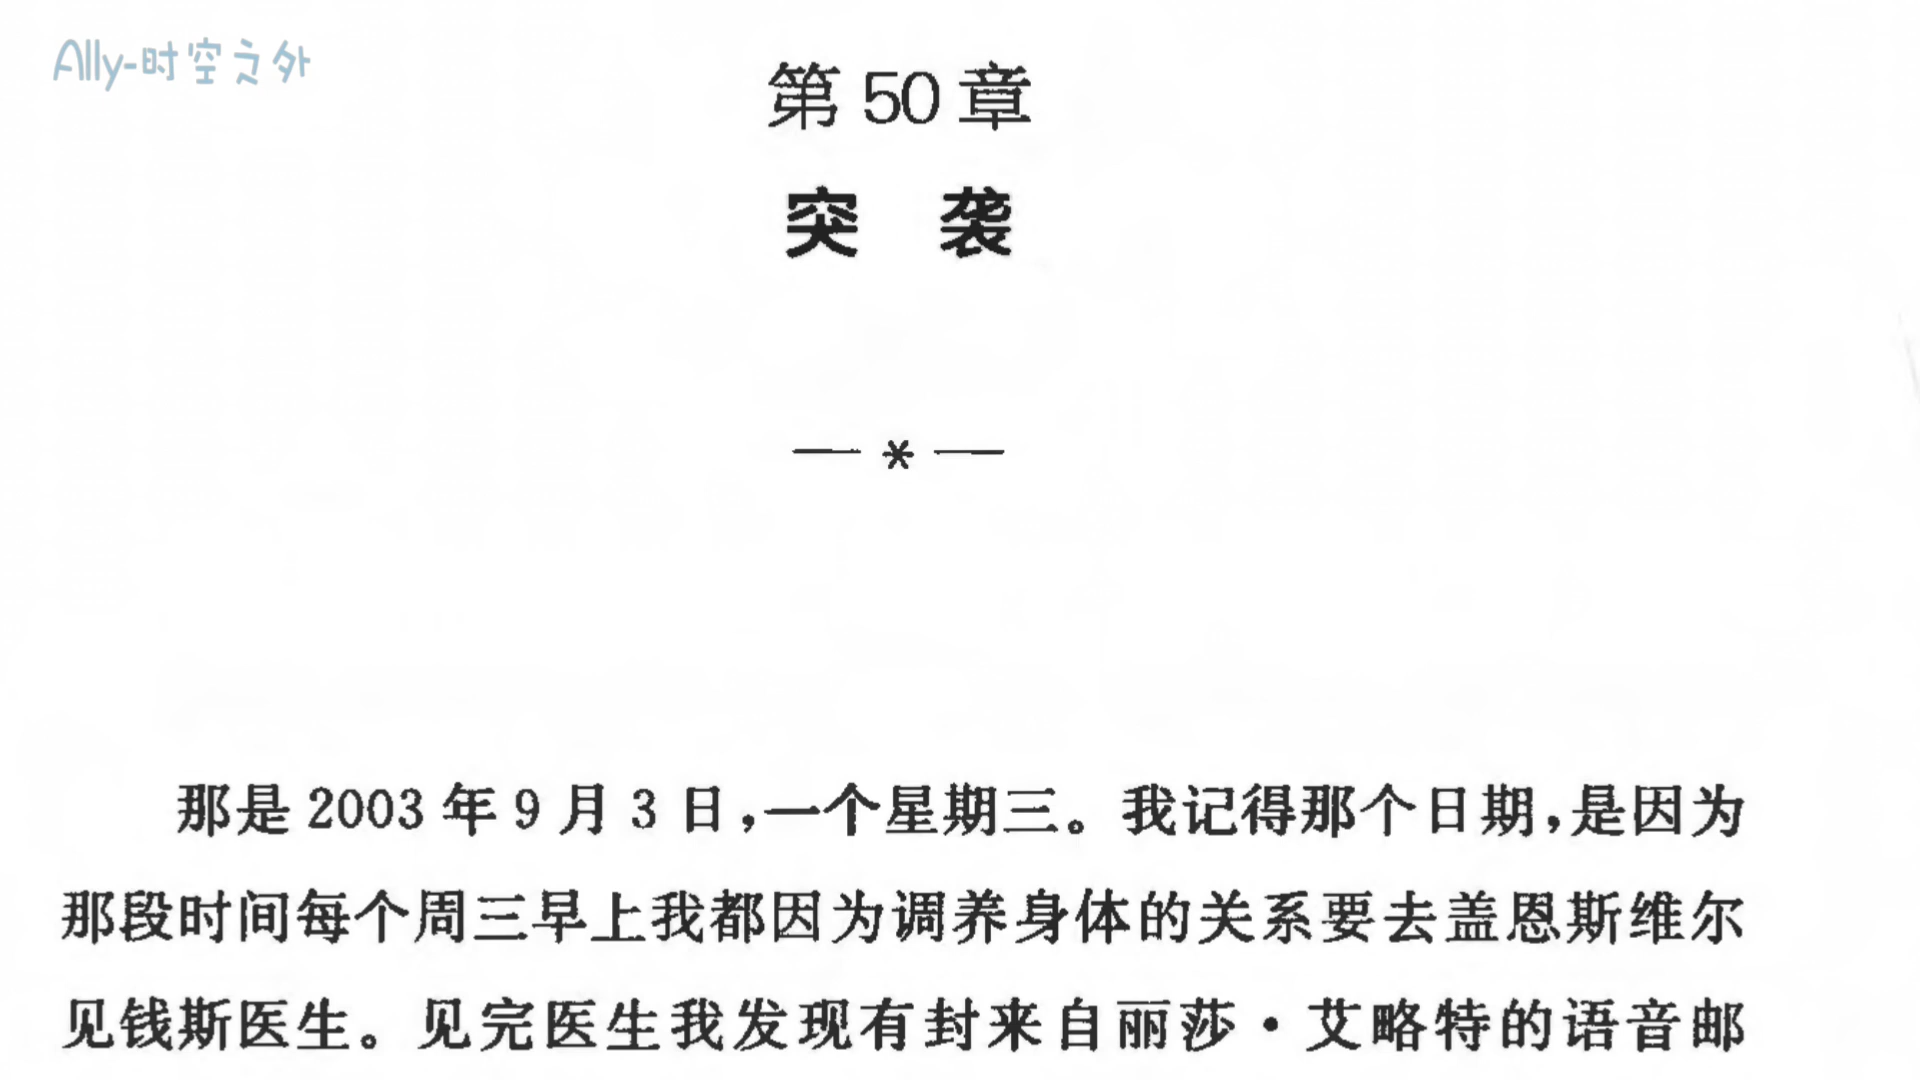 Ally-时空之外
第50章
突 袭
— * —
那是2003年9月3日,一个星期三。我记得那个日期,是因为
那段时间每个周三早上我都因为调养身体的关系要去盖恩斯维尔
见钱斯医生。见完医生我发现有封来自丽莎·艾略特的语音邮